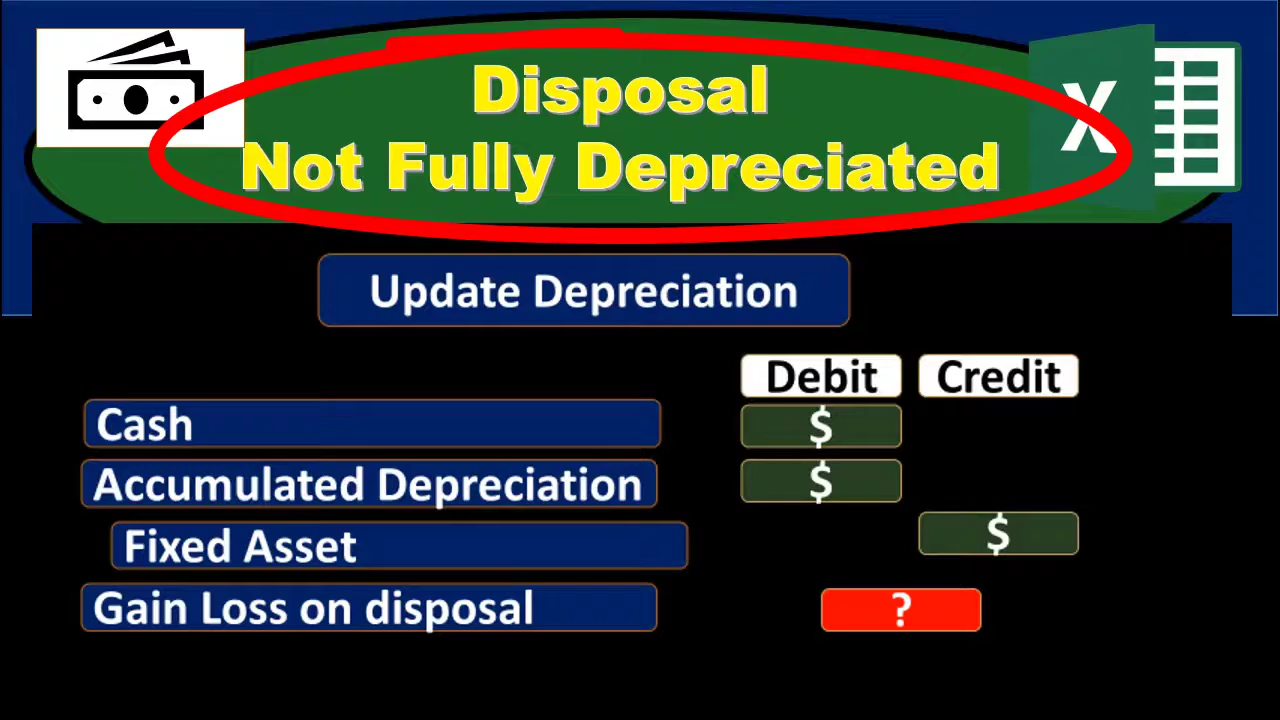 Disposal
Not Fully Depreciated
X
Update Depreciation
Debit Credit
Cash $
Accumulated Depreciation $
Fixed Asset $
Gain Loss on disposal ?